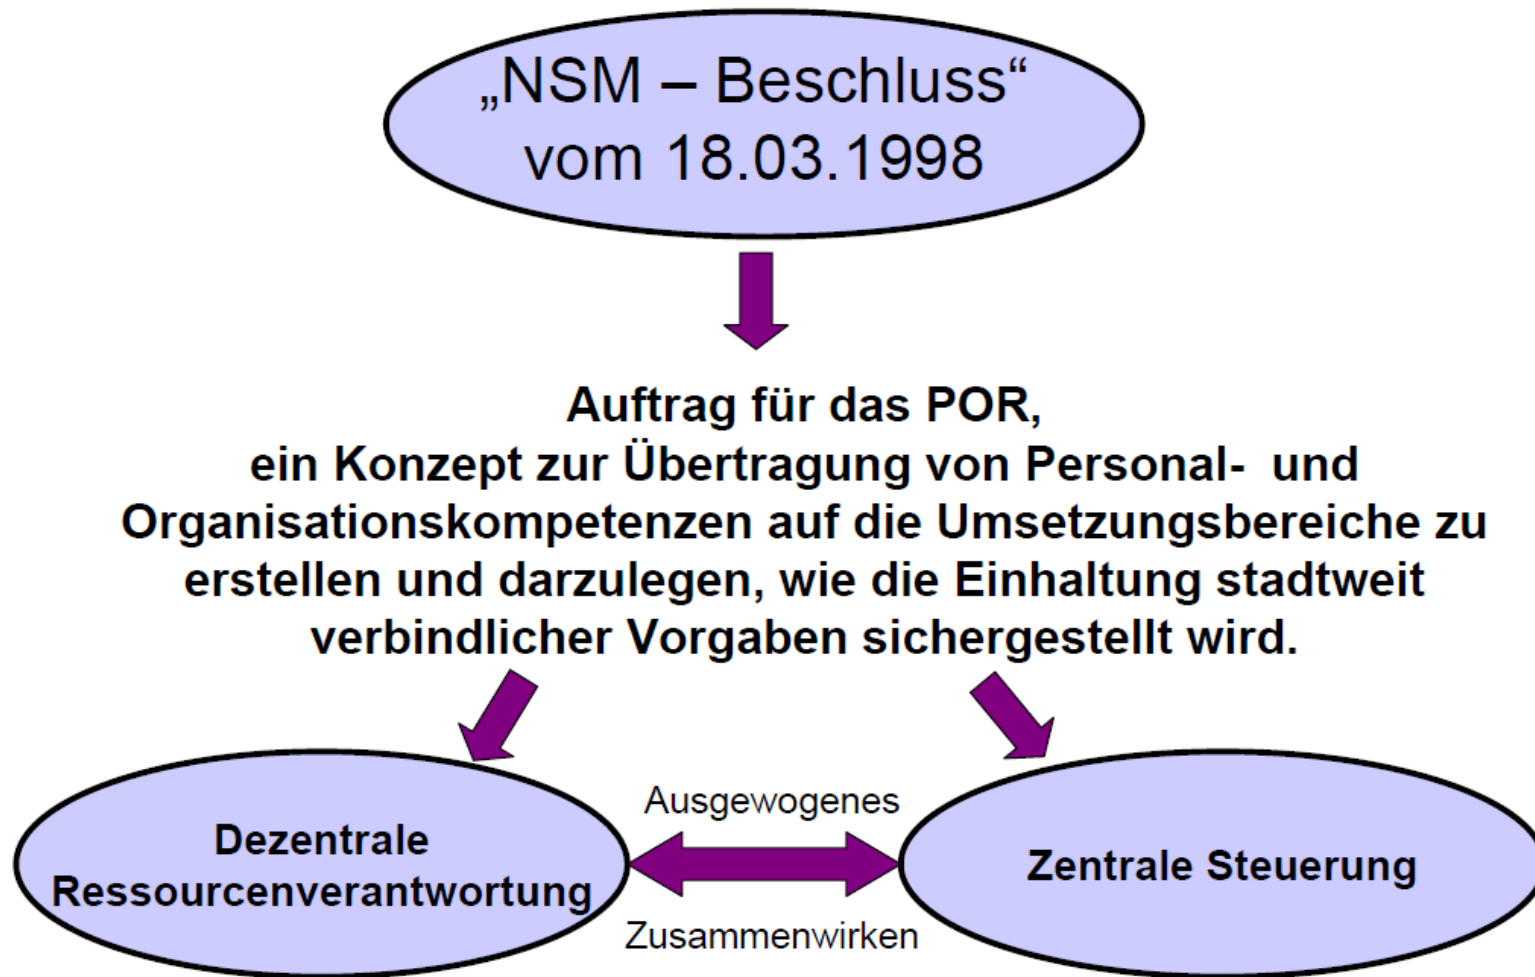 „NSM – Beschluss“
vom 18.03.1998
Auftrag für das POR,
ein Konzept zur Übertragung von Personal- und
Organisationskompetenzen auf die Umsetzungsbereiche zu
erstellen und darzulegen, wie die Einhaltung stadtweit
verbindlicher Vorgaben sichergestellt wird.
Dezentrale
Ressourcenverantwortung
Ausgewogenes
Zusammenwirken
Zentrale Steuerung